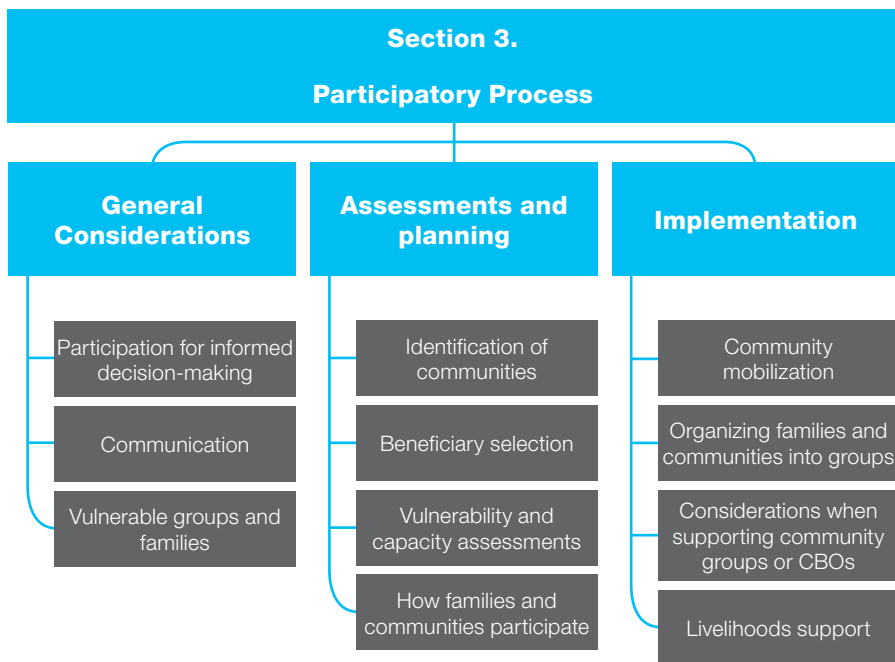 Section 3.
Participatory Process
General
Considerations
Participation for informed
decision-making
Communication
Vulnerable groups and
families
Assessments and
planning
Identification of
communities
Beneficiary selection
Vulnerability and
capacity assessments
How families and
communities participate
Implementation
Community
mobilization
Organizing families and
communities into groups
Considerations when
supporting community
groups or CBOs
Livelihoods support